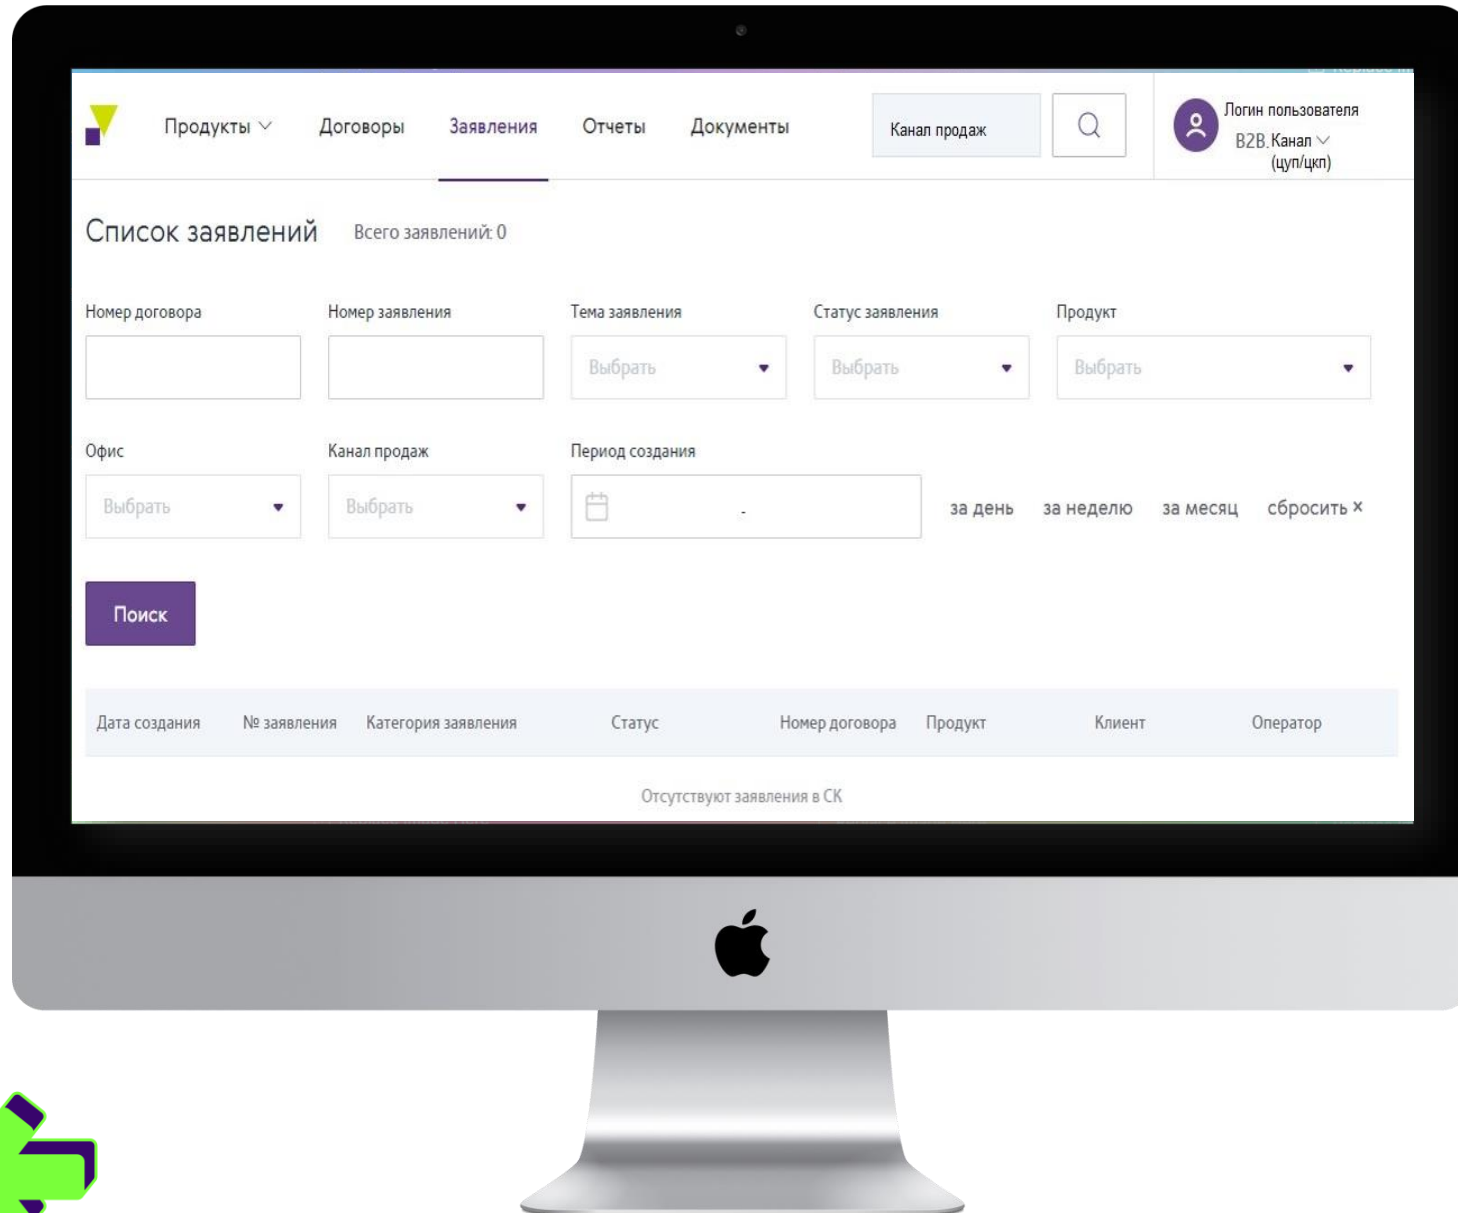 Продукты
Договоры
Заявления
Отчеты
Документы
Канал продаж
Логин пользователя
B2B. Канал
(цуп/цкп)
Список заявлений
Всего заявлений: 0
Номер договора
Номер заявления
Тема заявления
Статус заявления
Продукт
Выбрать
Выбрать
Выбрать
Офис
Канал продаж
Период создания
Выбрать
Выбрать
-
за день
за неделю
за месяц
сбросить ×
Поиск
Дата создания
№ заявления
Категория заявления
Статус
Номер договора
Продукт
Клиент
Оператор
Отсутствуют заявления в СК